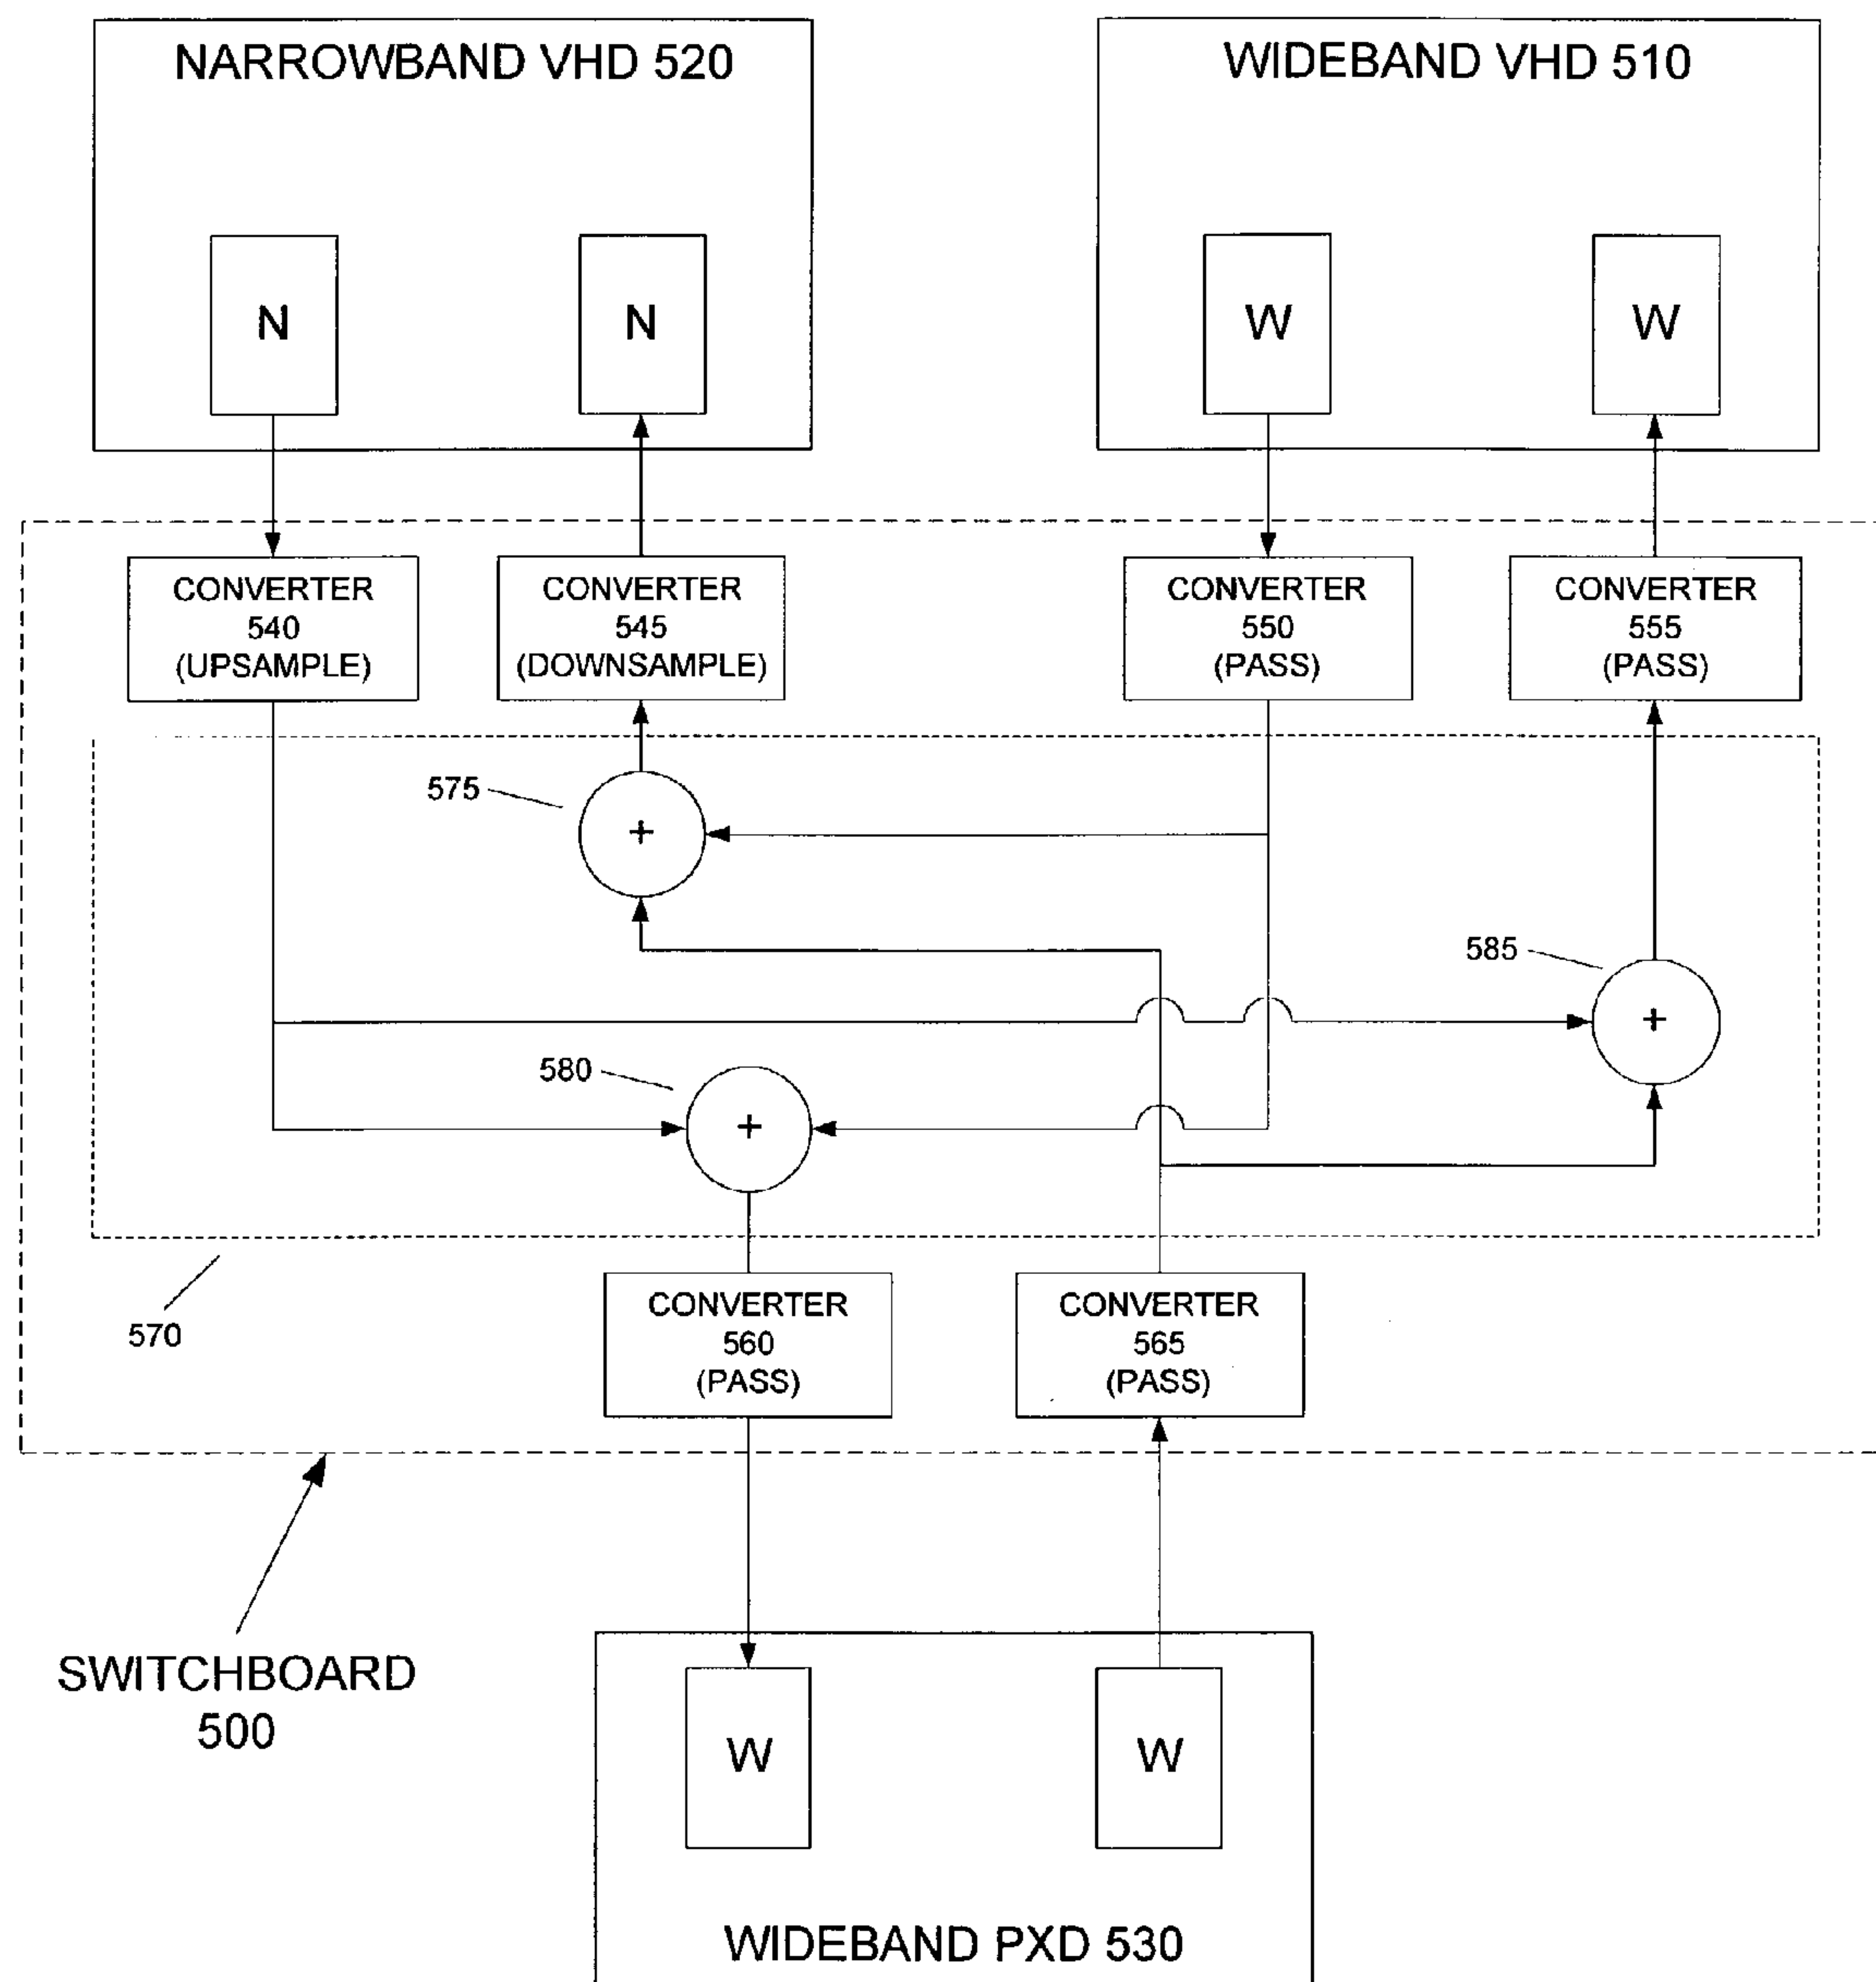 NARROWBAND VHD 520
WIDEBAND VHD 510
N
N
W
W
CONVERTER
540
(UPSAMPLE)
CONVERTER
545
(DOWNSAMPLE)
CONVERTER
550
(PASS)
CONVERTER
555
(PASS)
575
+
585
+
580
+
570
CONVERTER
560
(PASS)
CONVERTER
565
(PASS)
SWITCHBOARD
500
W
W
WIDEBAND PXD 530